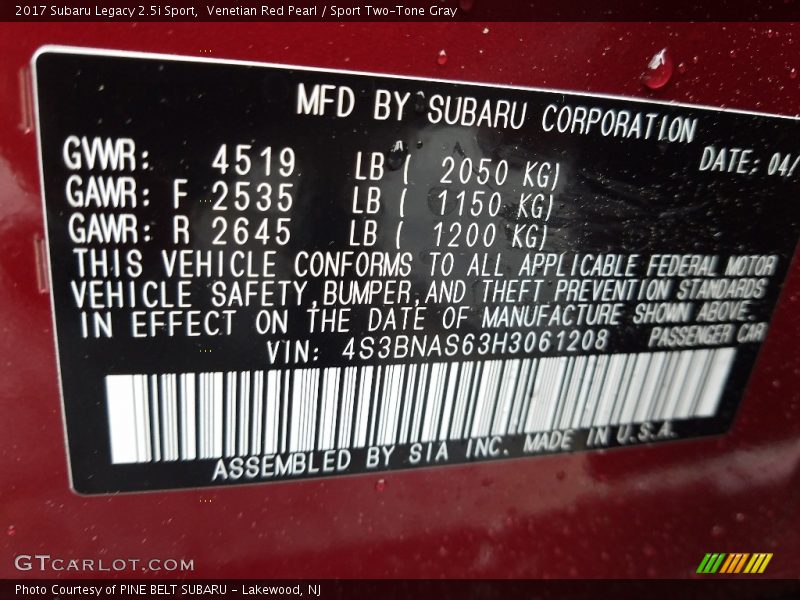 2017 Subaru Legacy 2.5i Sport,  Venetian Red Pearl / Sport Two-Tone Gray
MFD BY SUBARU CORPORATION
GVWR: 4519 LB ( 2050 KG)
DATE: 04/
GAWR: F 2535 LB ( 1150 KG)
GAWR: R 2645 LB ( 1200 KG)
THIS VEHICLE CONFORMS TO ALL APPLICABLE FEDERAL MOTOR
VEHICLE SAFETY,BUMPER,AND THEFT PREVENTION STANDARDS
IN EFFECT ON THE DATE OF MANUFACTURE SHOWN ABOVE.
VIN: 4S3BNAS63H3061208 PASSENGER CAR
ASSEMBLED BY SIA INC. MADE IN U.S.A.
GTCARLOT.COM
Photo Courtesy of PINE BELT SUBARU - Lakewood, NJ